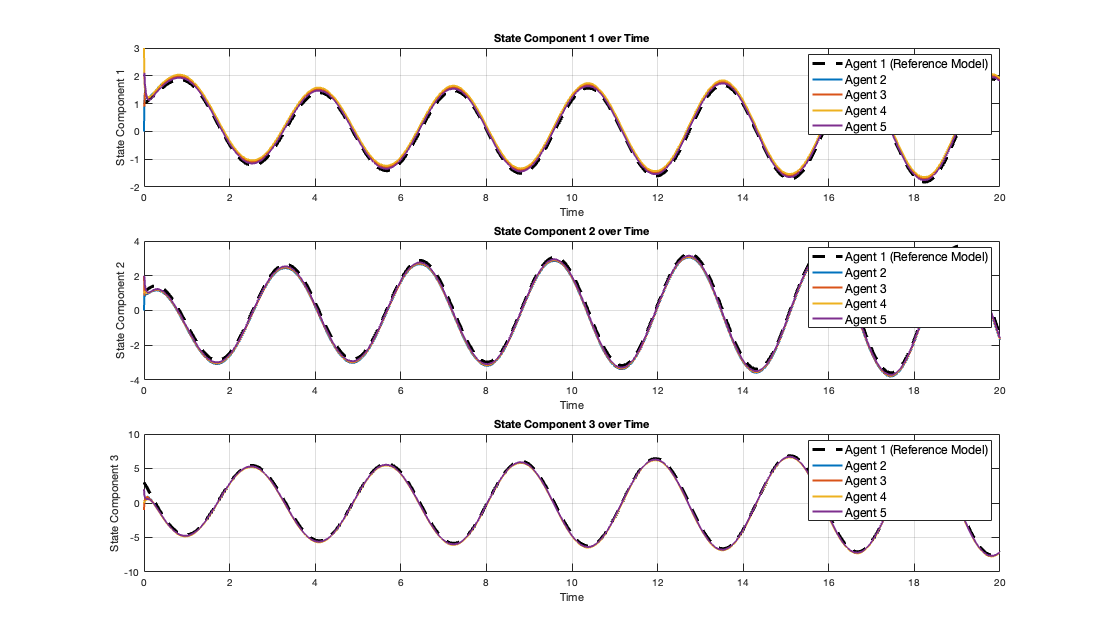 State Component 1 over Time
3
2
1
0
-1
-2
State Component 1
Agent 1 (Reference Model)
Agent 2
Agent 3
Agent 4
Agent 5
0 2 4 6 8 10 12 14 16 18 20
Time
State Component 2 over Time
4
2
0
-2
-4
State Component 2
Agent 1 (Reference Model)
Agent 2
Agent 3
Agent 4
Agent 5
0 2 4 6 8 10 12 14 16 18 20
Time
State Component 3 over Time
10
5
0
-5
-10
State Component 3
Agent 1 (Reference Model)
Agent 2
Agent 3
Agent 4
Agent 5
0 2 4 6 8 10 12 14 16 18 20
Time